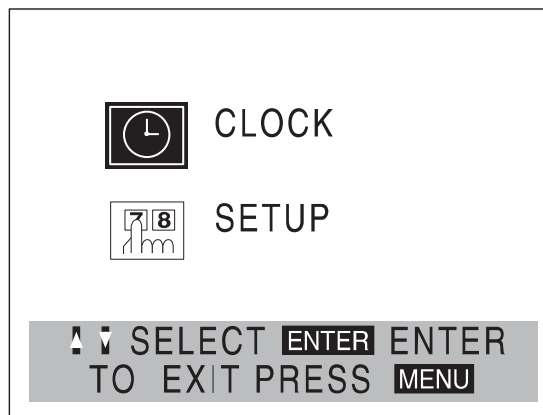 CLOCK
7 8
SETUP
SELECT ENTER ENTER
TO EXIT PRESS MENU